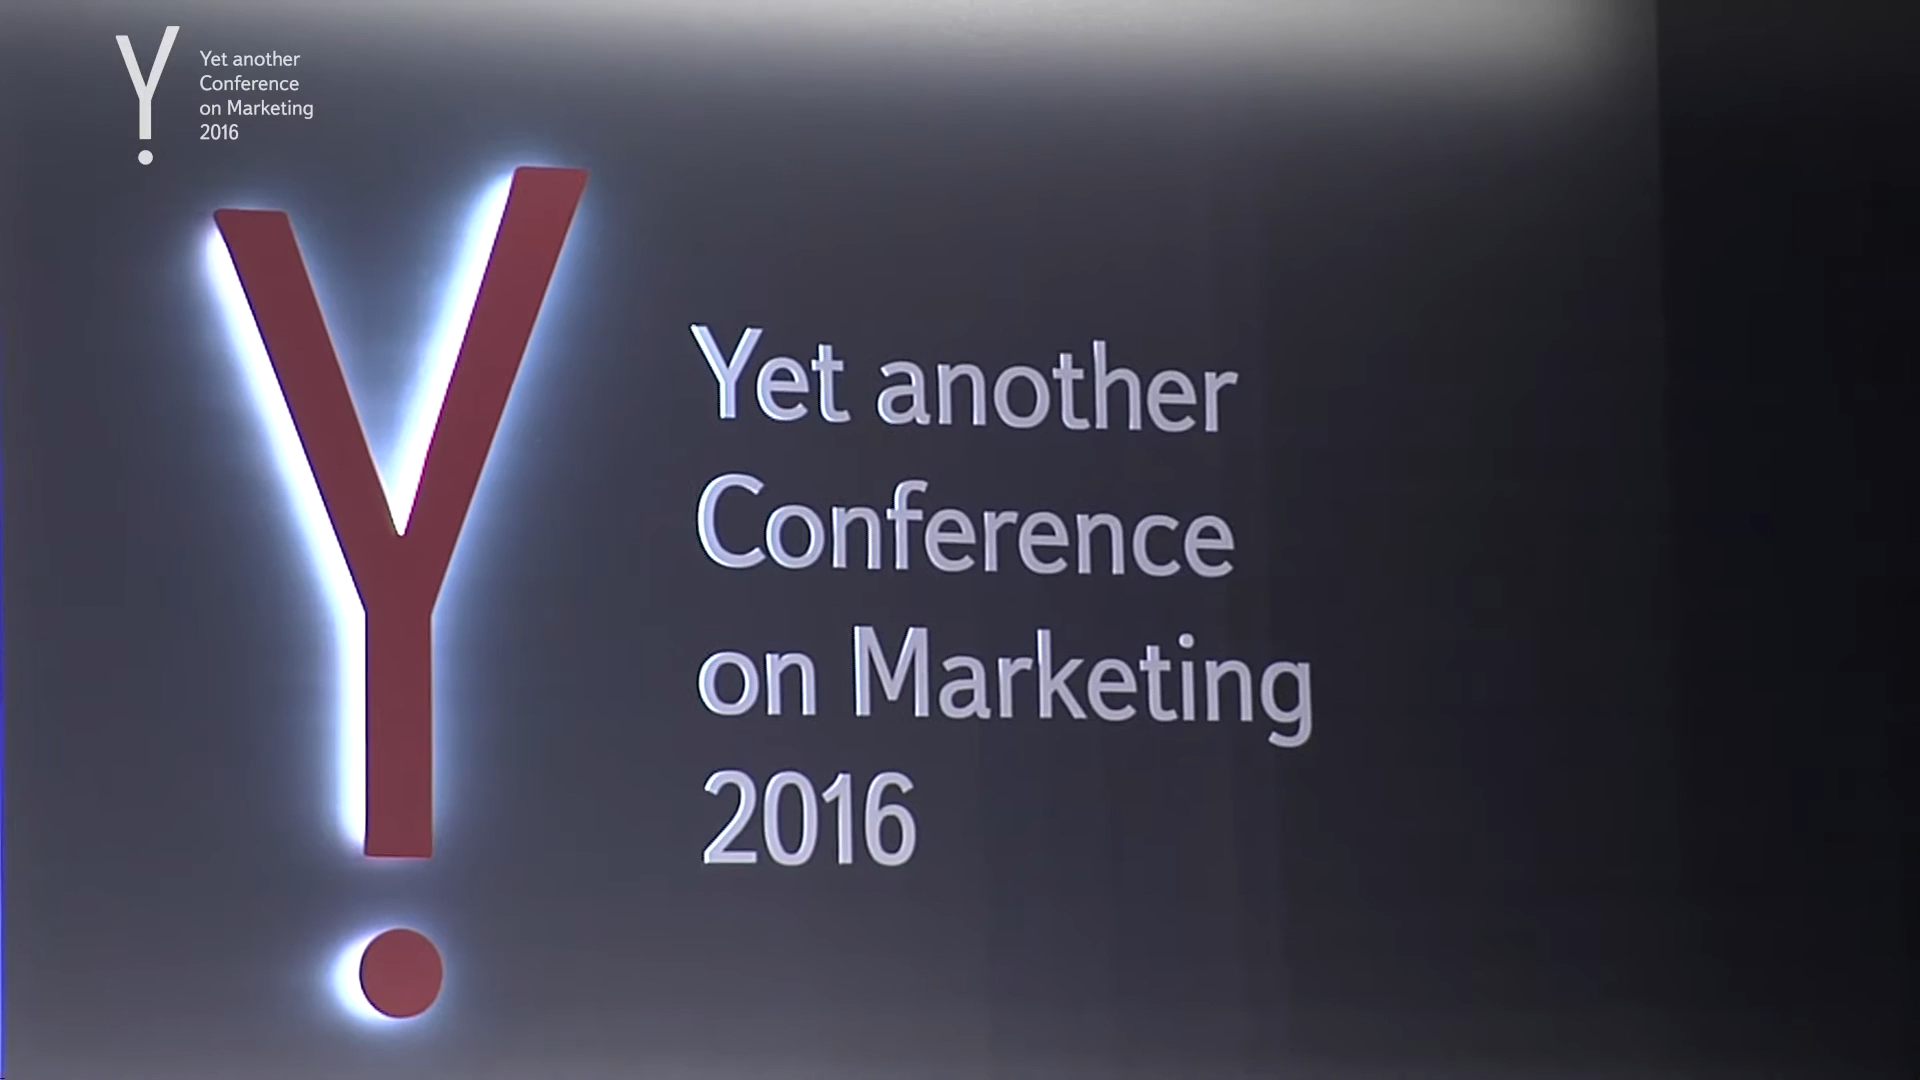 Yet another
Conference
on Marketing
2016
Yet another
Conference
on Marketing
2016